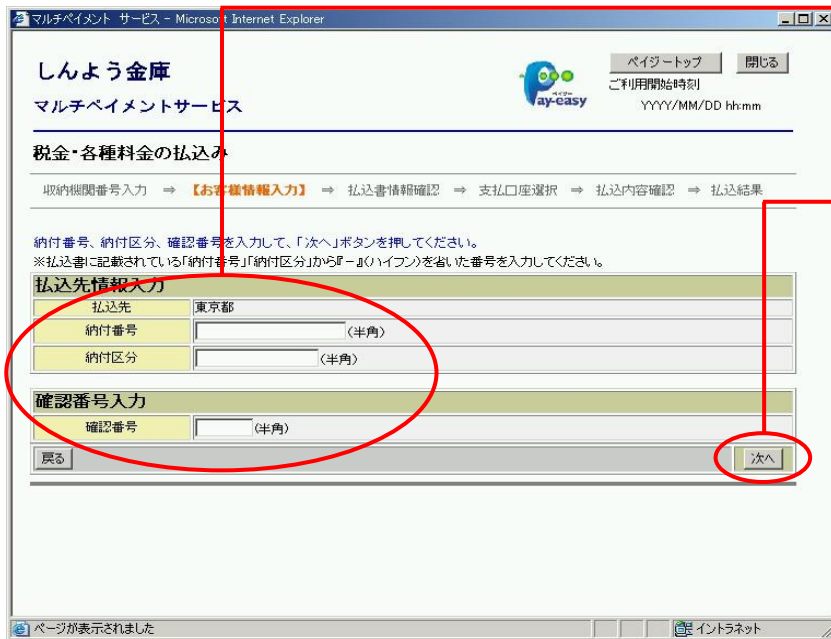 マルチペイメント サービス - Microsoft Internet Explorer
しんよう金庫
マルチペイメントサービス
ペイジー
Pay-easy
ペイジートップ 閉じる
ご利用開始時刻
YYYY/MM/DD hh:mm
税金・各種料金の払込み
収納機関番号入力 ⇒ 【お客様情報入力】 ⇒ 払込書情報確認 ⇒ 支払口座選択 ⇒ 払込内容確認 ⇒ 払込結果
納付番号、納付区分、確認番号を入力して、「次へ」ボタンを押してください。
※払込書に記載されている「納付番号」「納付区分」から『－』(ハイフン)を省いた番号を入力してください。
払込先情報入力
払込先 東京都
納付番号 (半角)
納付区分 (半角)
確認番号入力
確認番号 (半角)
戻る 次へ
ページが表示されました イントラネット